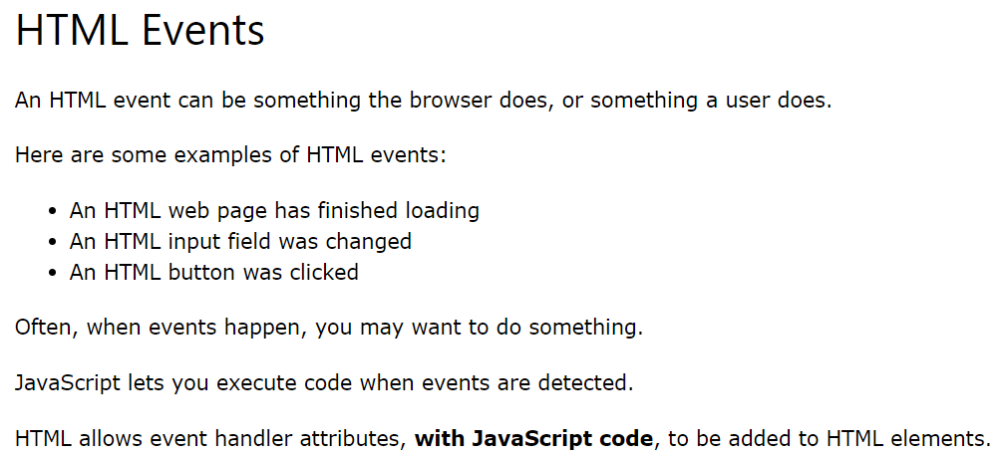 HTML Events
An HTML event can be something the browser does, or something a user does.
Here are some examples of HTML events:
• An HTML web page has finished loading
• An HTML input field was changed
• An HTML button was clicked
Often, when events happen, you may want to do something.
JavaScript lets you execute code when events are detected.
HTML allows event handler attributes, with JavaScript code, to be added to HTML elements.